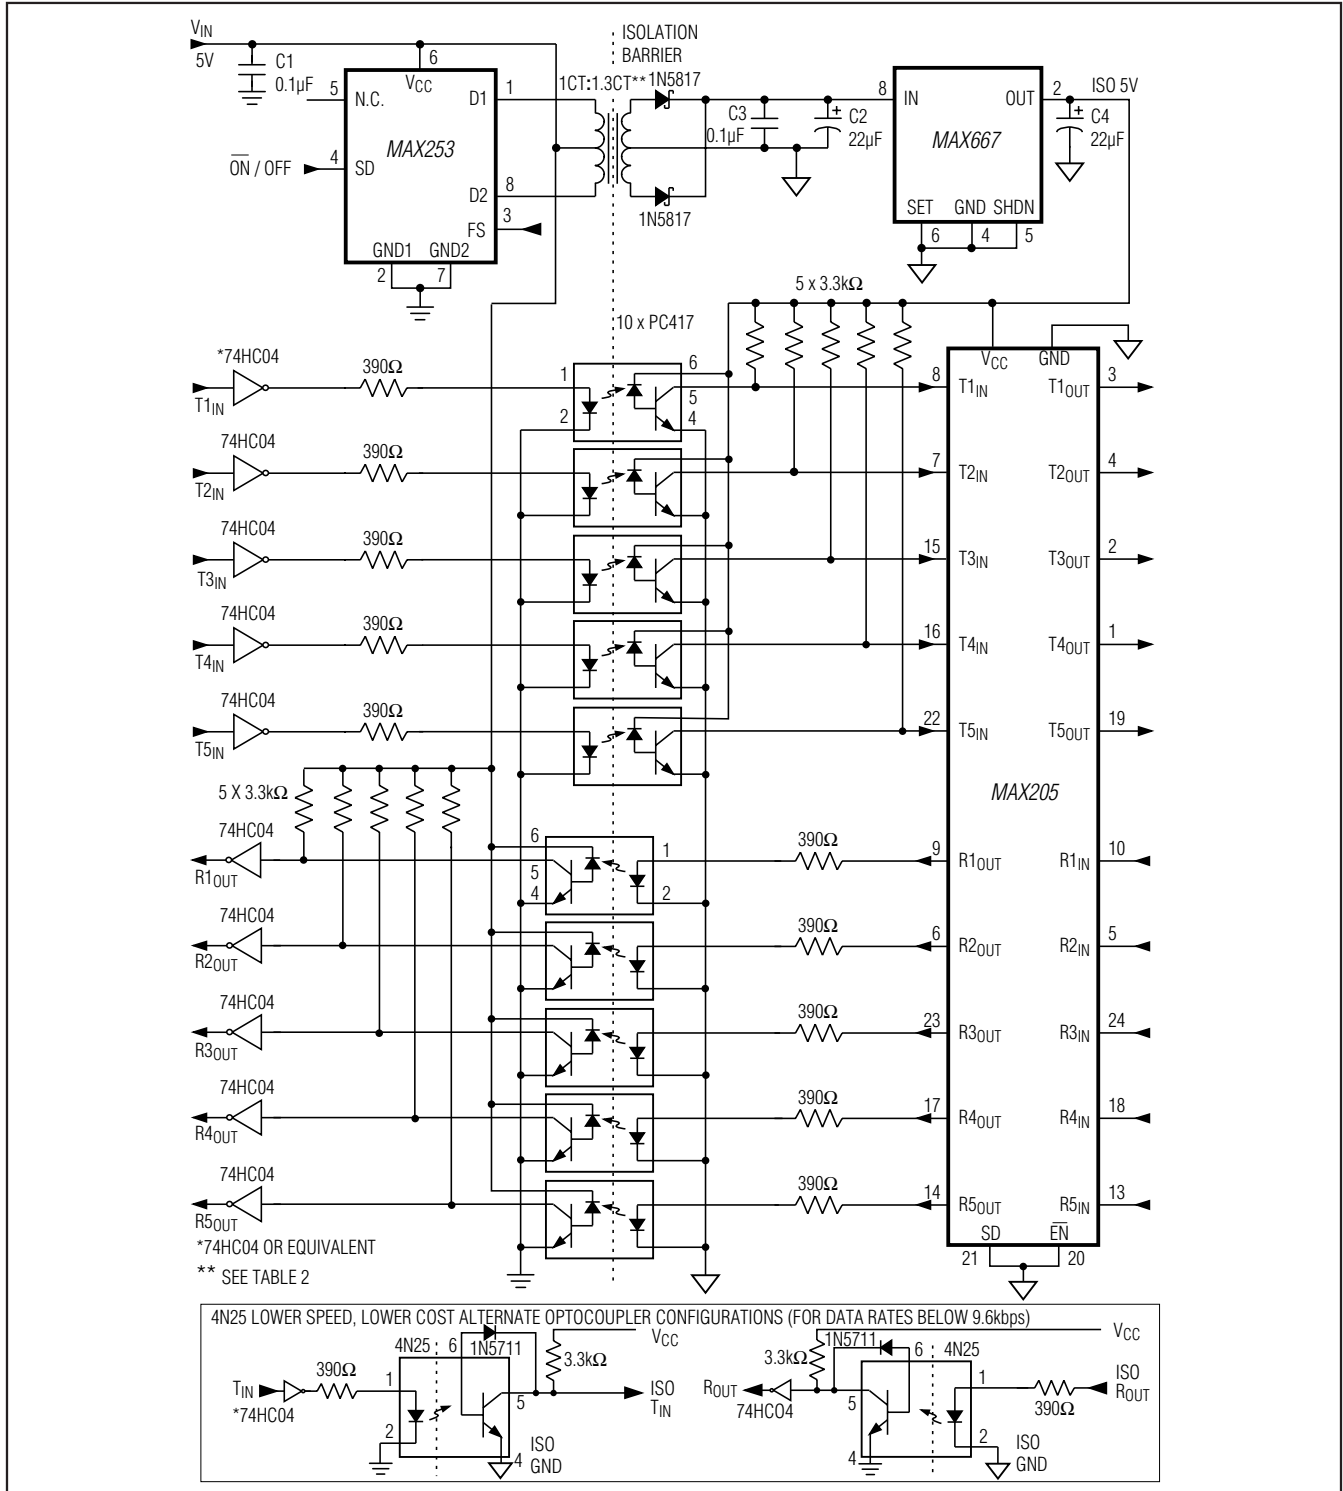 V_IN
5V
C1
0.1µF
6
V_CC
5
N.C.
D1
1
MAX253
ON / OFF
4
SD
D2
8
FS
3
GND1
GND2
2
7
ISOLATION
BARRIER
1CT:1.3CT**
1N5817
1N5817
C3
0.1µF
C2
22µF
8
IN
OUT
2
MAX667
SET
GND
SHDN
6
4
5
ISO 5V
C4
22µF
5 x 3.3kΩ
10 x PC417
*74HC04
T1IN
390Ω
1
2
6
5
4
74HC04
T2IN
390Ω
74HC04
T3IN
390Ω
74HC04
T4IN
390Ω
74HC04
T5IN
390Ω
VCC
GND
8
T1IN
T1OUT
3
7
T2IN
T2OUT
4
15
T3IN
T3OUT
2
16
T4IN
T4OUT
1
22
T5IN
T5OUT
19
MAX205
5 X 3.3kΩ
74HC04
R1OUT
6
5
4
1
2
390Ω
9
R1OUT
R1IN
10
74HC04
R2OUT
390Ω
6
R2OUT
R2IN
5
74HC04
R3OUT
390Ω
23
R3OUT
R3IN
24
74HC04
R4OUT
390Ω
17
R4OUT
R4IN
18
74HC04
R5OUT
390Ω
14
R5OUT
R5IN
13
SD
EN
21
20
*74HC04 OR EQUIVALENT
** SEE TABLE 2
4N25 LOWER SPEED, LOWER COST ALTERNATE OPTOCOUPLER CONFIGURATIONS (FOR DATA RATES BELOW 9.6kbps)
TIN
*74HC04
390Ω
4N25
1
2
6
1N5711
5
4
ISO
GND
3.3kΩ
VCC
ISO
TIN
ROUT
74HCO4
3.3kΩ
1N5711
6
4N25
5
4
1
2
ISO
GND
390Ω
ISO
ROUT
VCC